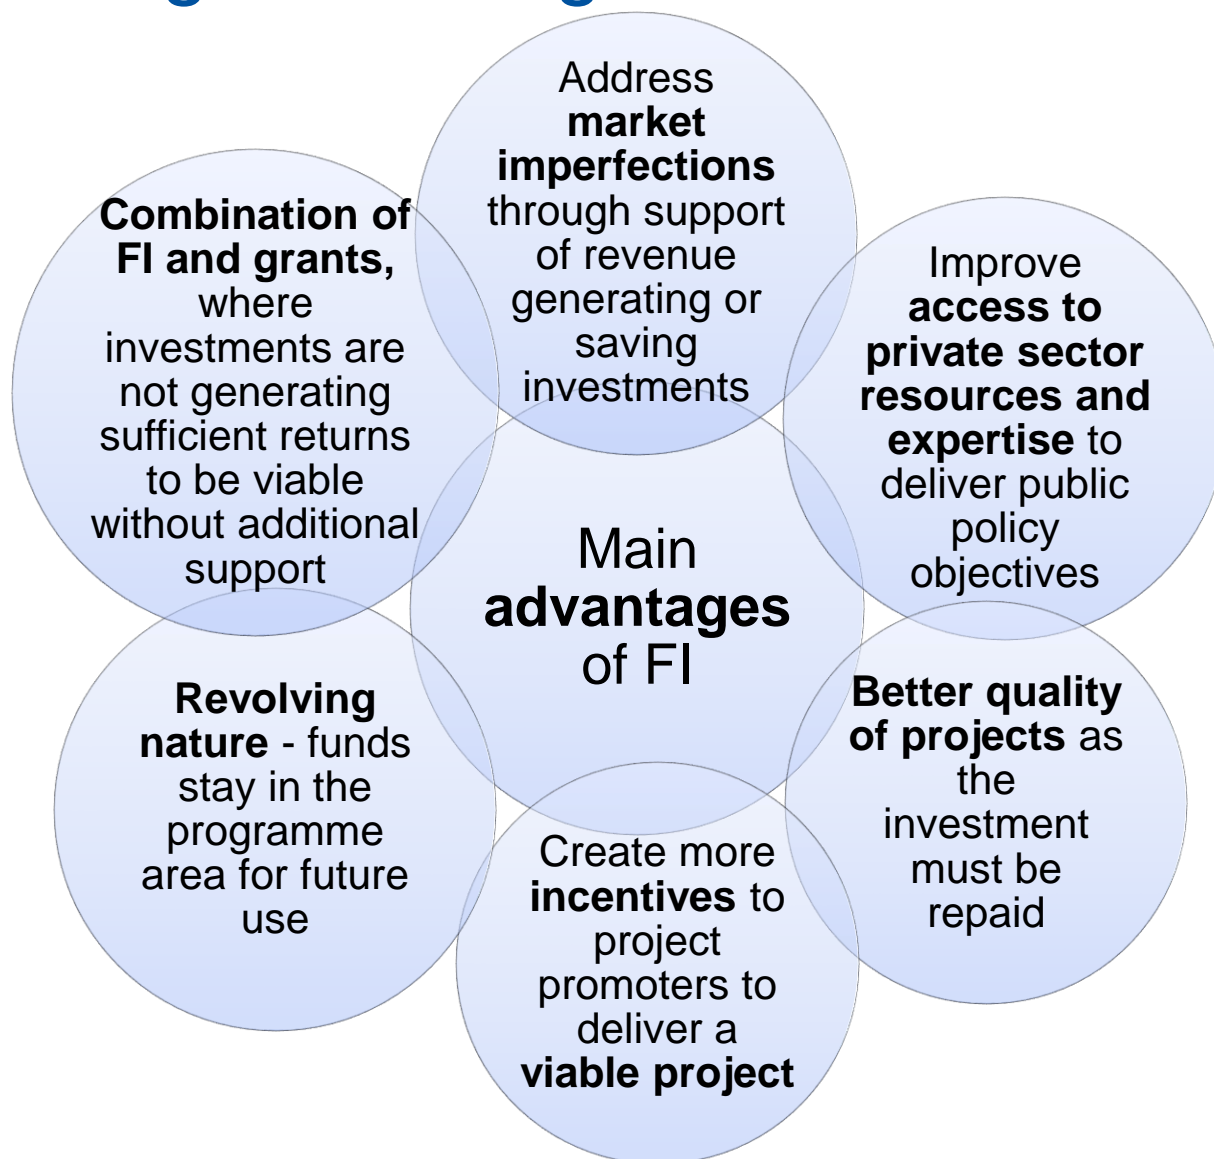 Address
market
imperfections
through support
of revenue
generating or
saving
investments
Combination of
FI and grants,
where
investments are
not generating
sufficient returns
to be viable
without additional
support
Improve
access to
private sector
resources and
expertise to
deliver public
policy
objectives
Main
advantages
of FI
Revolving
nature - funds
stay in the
programme
area for future
use
Better quality
of projects as
the
investment
must be
repaid
Create more
incentives to
project
promoters to
deliver a
viable project